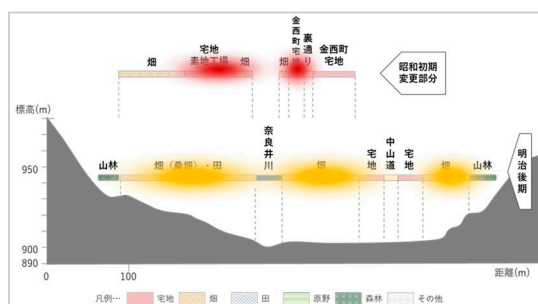 金西町宅地
裏通り
宅地
畑
素地工場
畑
畑
金西町
宅地
昭和初期
変更部分
標高(m)
950
900
890
山林
畑（桑畑）・田
奈良井川
畑
宅地
中山道
宅地
畑
山林
明治後期
0
100
距離(m)
凡例…
宅地
畑
田
原野
森林
その他